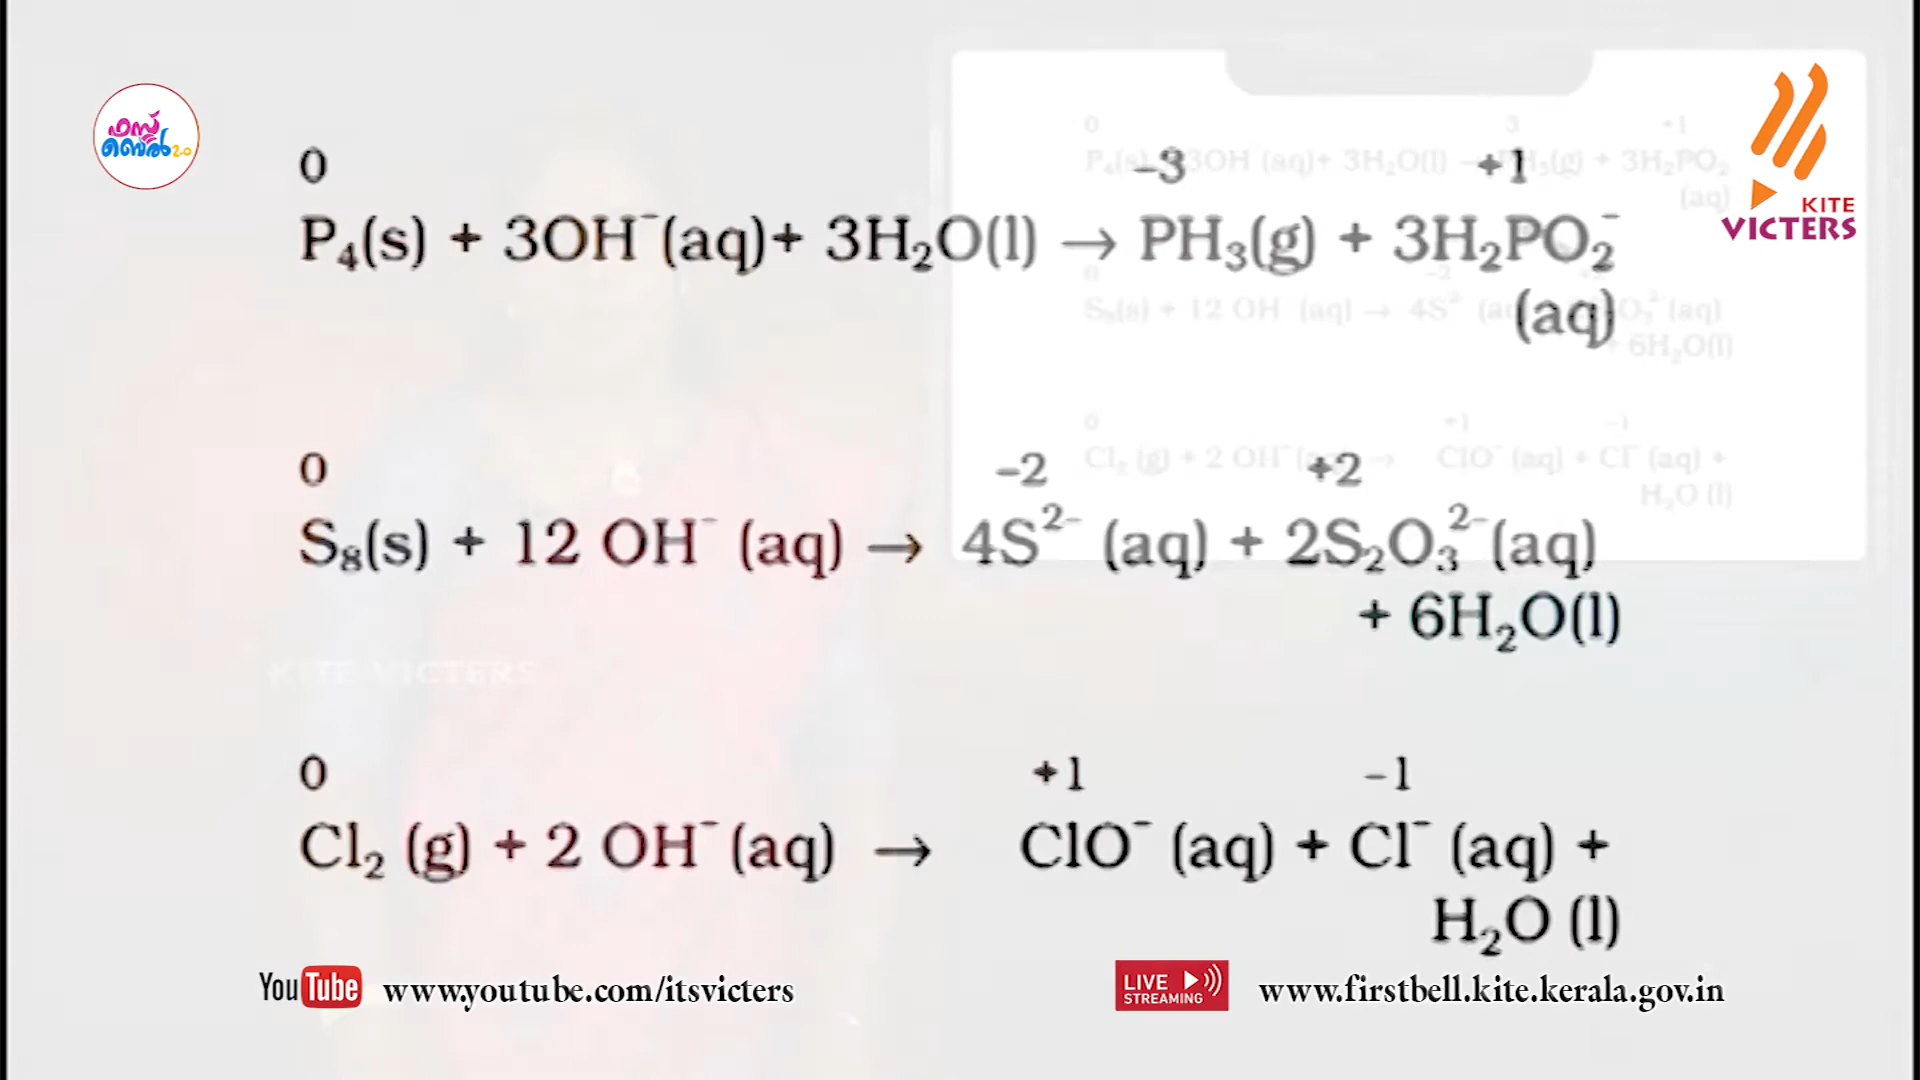 ഫസ്റ്റ്
ബെൽ 2.0
KITE
VICTERS
0 –3 +1
P₄(s) + 3OH⁻(aq)+ 3H₂O(l) → PH₃(g) + 3H₂PO₂⁻
(aq)
0 –2 +2
S₈(s) + 12 OH⁻ (aq) → 4S²⁻ (aq) + 2S₂O₃²⁻(aq)
+ 6H₂O(l)
KITE VICTERS
0 +1 –1
Cl₂ (g) + 2 OH⁻ (aq) → ClO⁻ (aq) + Cl⁻ (aq) +
H₂O (l)
YouTube www.youtube.com/itsvicters
LIVE STREAMING www.firstbell.kite.kerala.gov.in